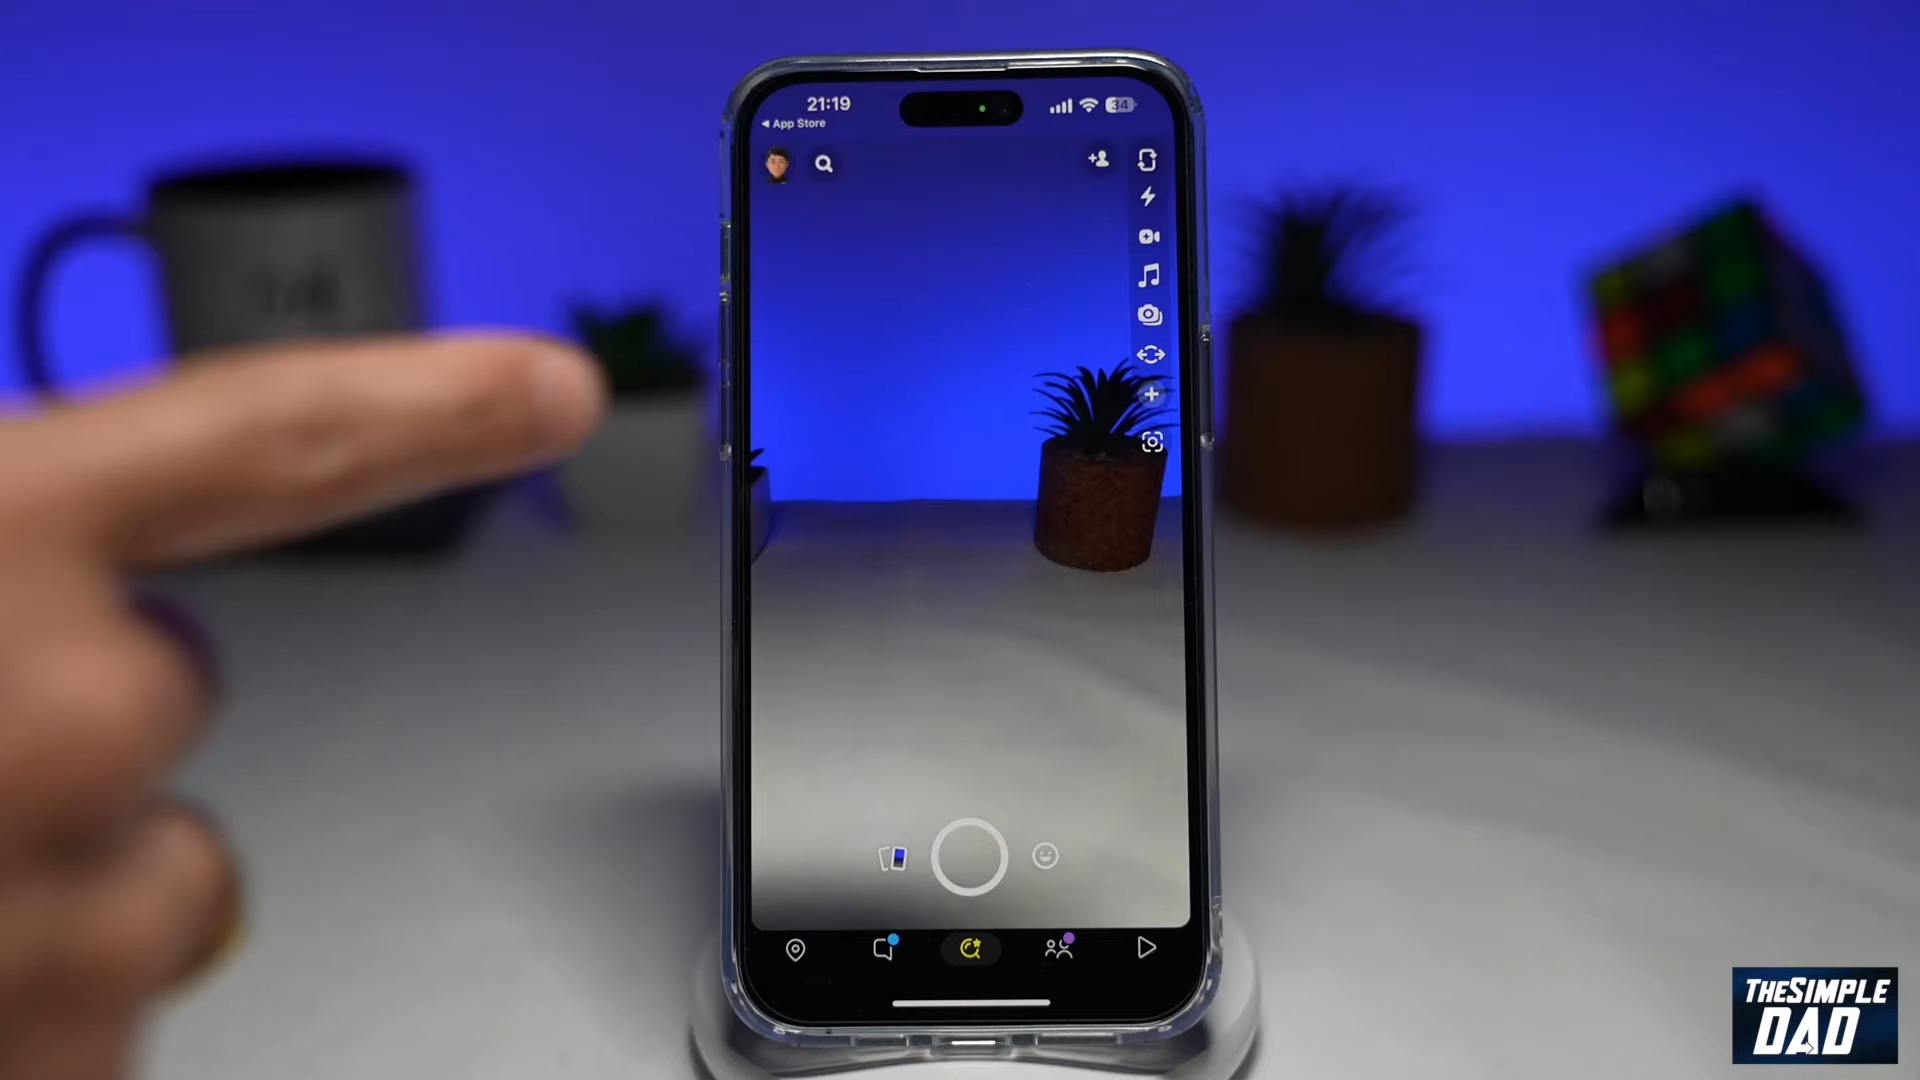 21:19
34
◄ App Store
THESIMPLE
DAD